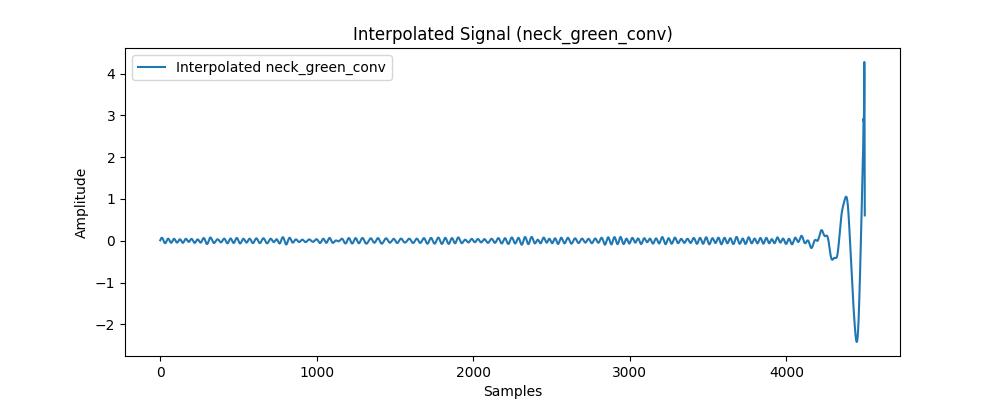 Interpolated Signal (neck_green_conv)
Interpolated neck_green_conv
Amplitude
4
3
2
1
0
−1
−2
0 1000 2000 3000 4000
Samples